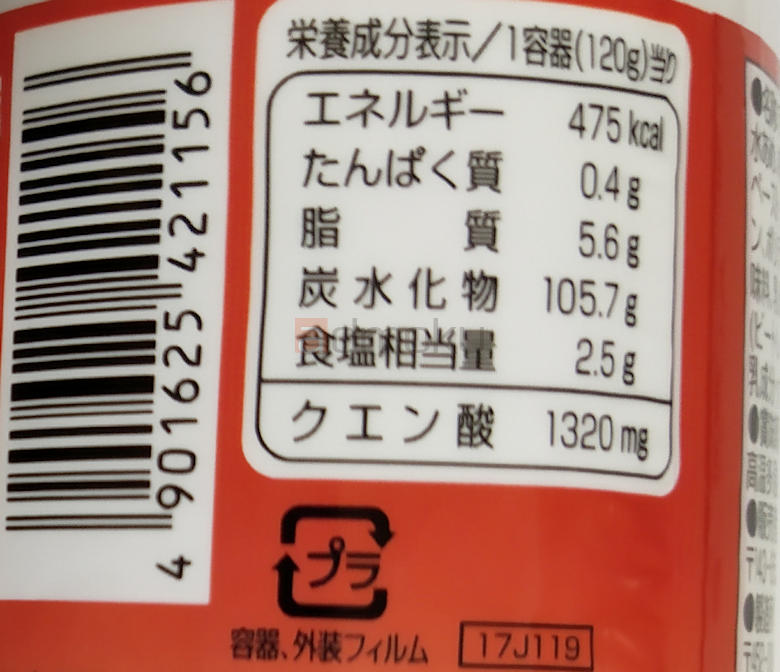 栄養成分表示/1容器(120g)当り
エネルギー 475 kcal
たんぱく質 0.4 g
脂質 5.6 g
炭水化物 105.7 g
食塩相当量 2.5 g
クエン酸 1320 mg
プラ
容器、外装フィルム 17J119
4 901625 421156